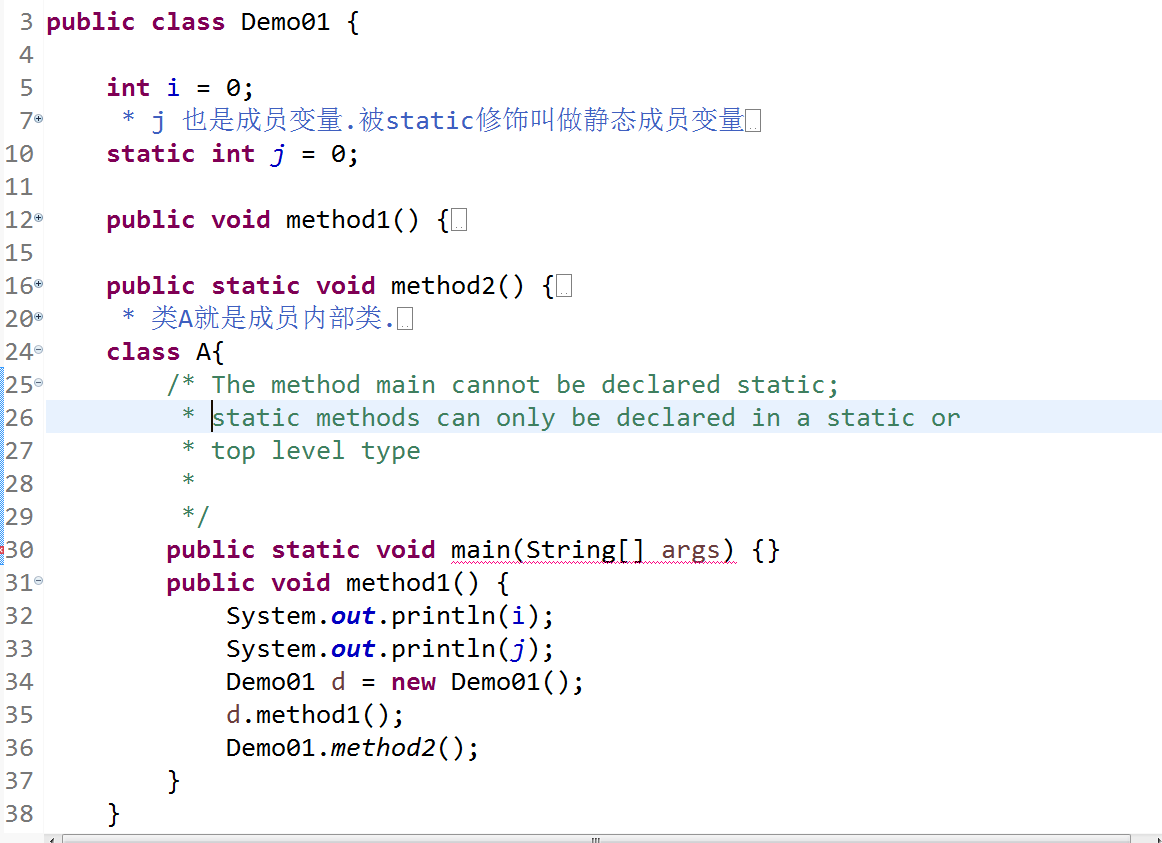 3 public class Demo01 {
4
5 int i = 0;
7 * j 也是成员变量.被static修饰叫做静态成员变量
10 static int j = 0;
11
12 public void method1() {
15
16 public static void method2() {
20 * 类A就是成员内部类.
24 class A{
25 /* The method main cannot be declared static;
26 * static methods can only be declared in a static or
27 * top level type
28 *
29 */
30 public static void main(String[] args) {}
31 public void method1() {
32 System.out.println(i);
33 System.out.println(j);
34 Demo01 d = new Demo01();
35 d.method1();
36 Demo01.method2();
37 }
38 }